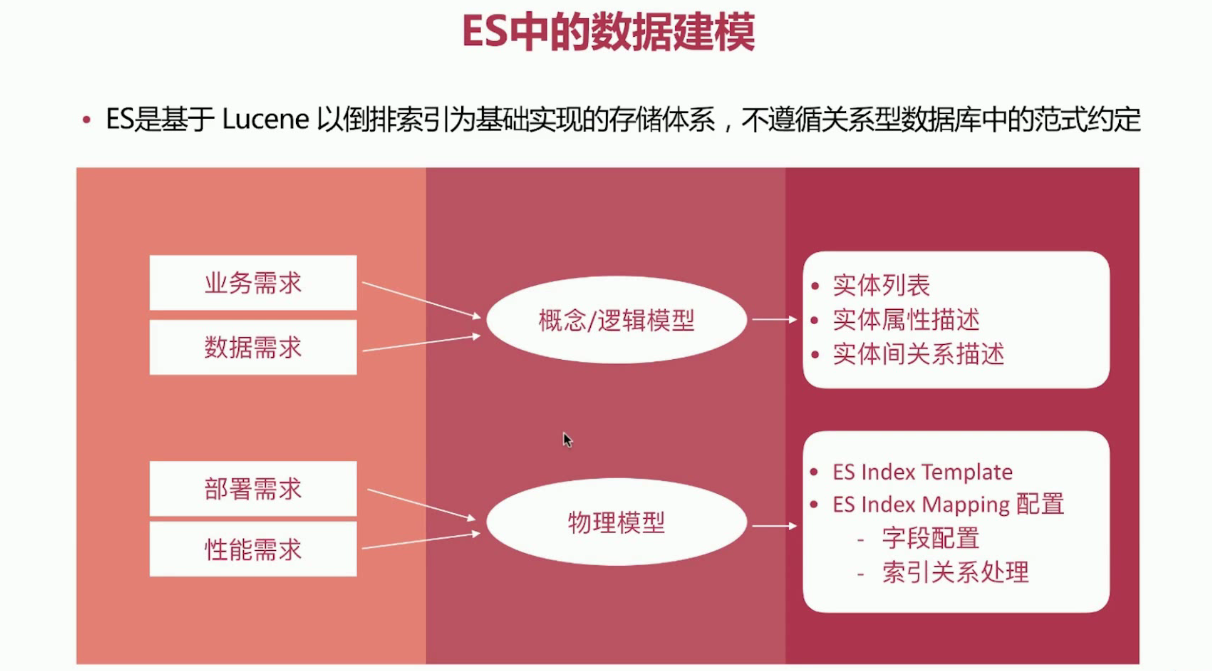 ES中的数据建模
• ES是基于 Lucene 以倒排索引为基础实现的存储体系，不遵循关系型数据库中的范式约定
业务需求
数据需求
概念/逻辑模型
• 实体列表
• 实体属性描述
• 实体间关系描述
部署需求
性能需求
物理模型
• ES Index Template
• ES Index Mapping 配置
- 字段配置
- 索引关系处理